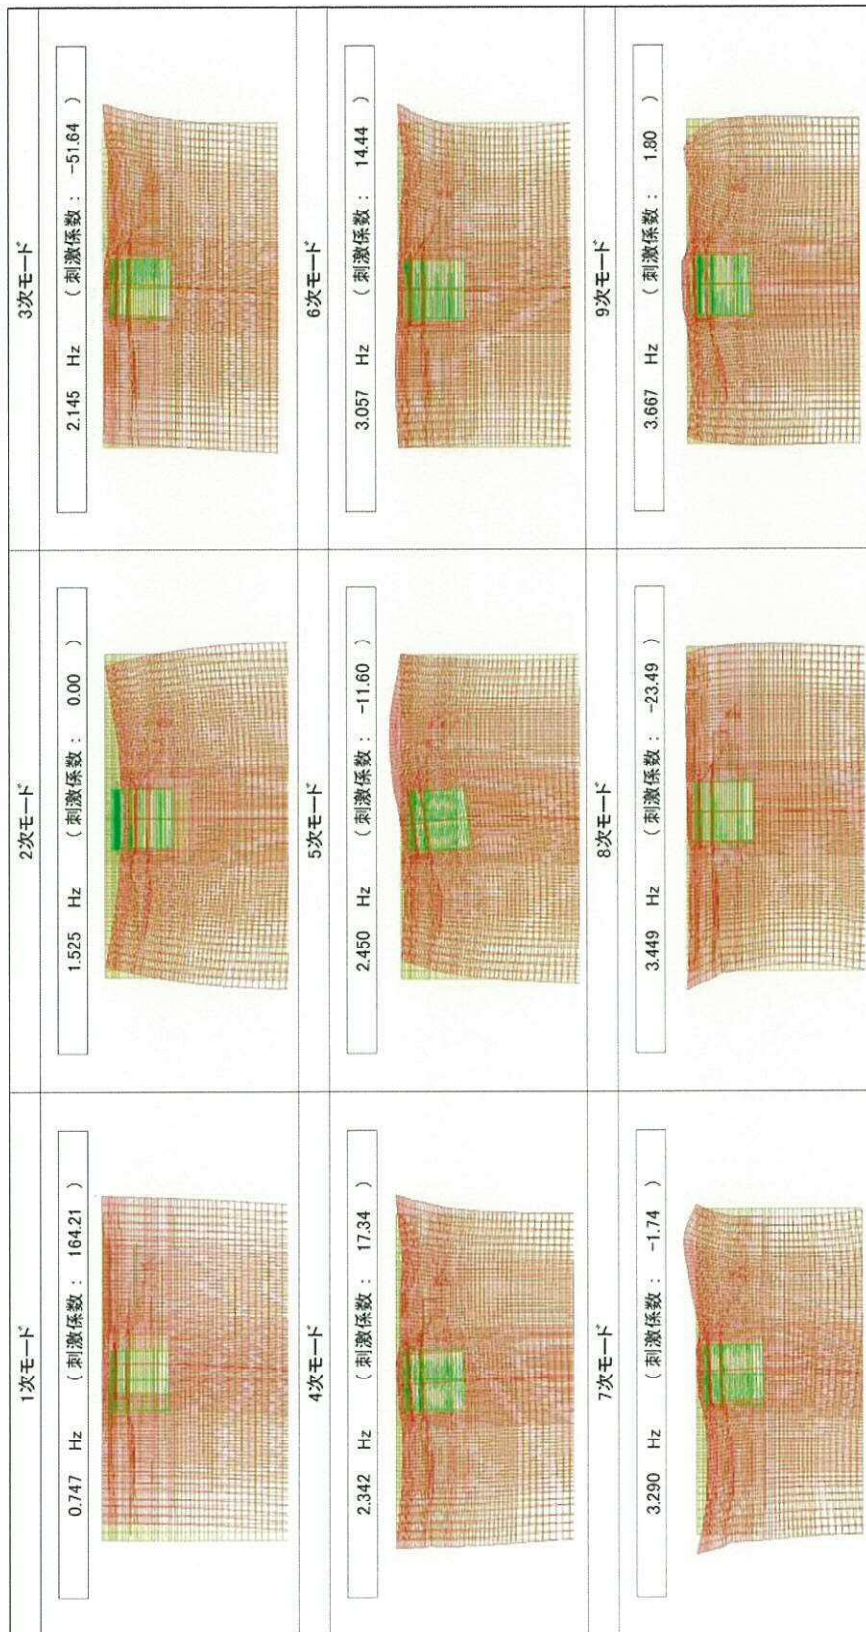 1次モード
0.747 Hz ( 刺激係数 : 164.21 )
2次モード
1.525 Hz ( 刺激係数 : 0.00 )
3次モード
2.145 Hz ( 刺激係数 : -51.64 )
4次モード
2.342 Hz ( 刺激係数 : 17.34 )
5次モード
2.450 Hz ( 刺激係数 : -11.60 )
6次モード
3.057 Hz ( 刺激係数 : 14.44 )
7次モード
3.290 Hz ( 刺激係数 : -1.74 )
8次モード
3.449 Hz ( 刺激係数 : -23.49 )
9次モード
3.667 Hz ( 刺激係数 : 1.80 )